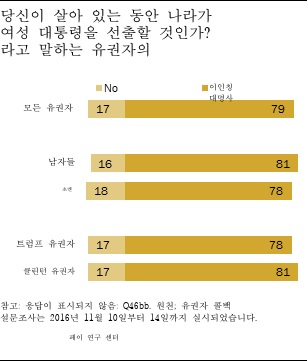 당신이 살아 있는 동안 나라가
여성 대통령을 선출할 것인가?
라고 말하는 유권자의
No 이인칭
대명사
모든 유권자 17 79
남자들 16 81
소년 18 78
트럼프 유권자 17 78
클린턴 유권자 17 81
참고: 응답이 표시되지 않음: Q46bb. 원천; 유권자 콜백
설문조사는 2016년 11월 10일부터 14일까지 실시되었습니다.
페이 연구 센터